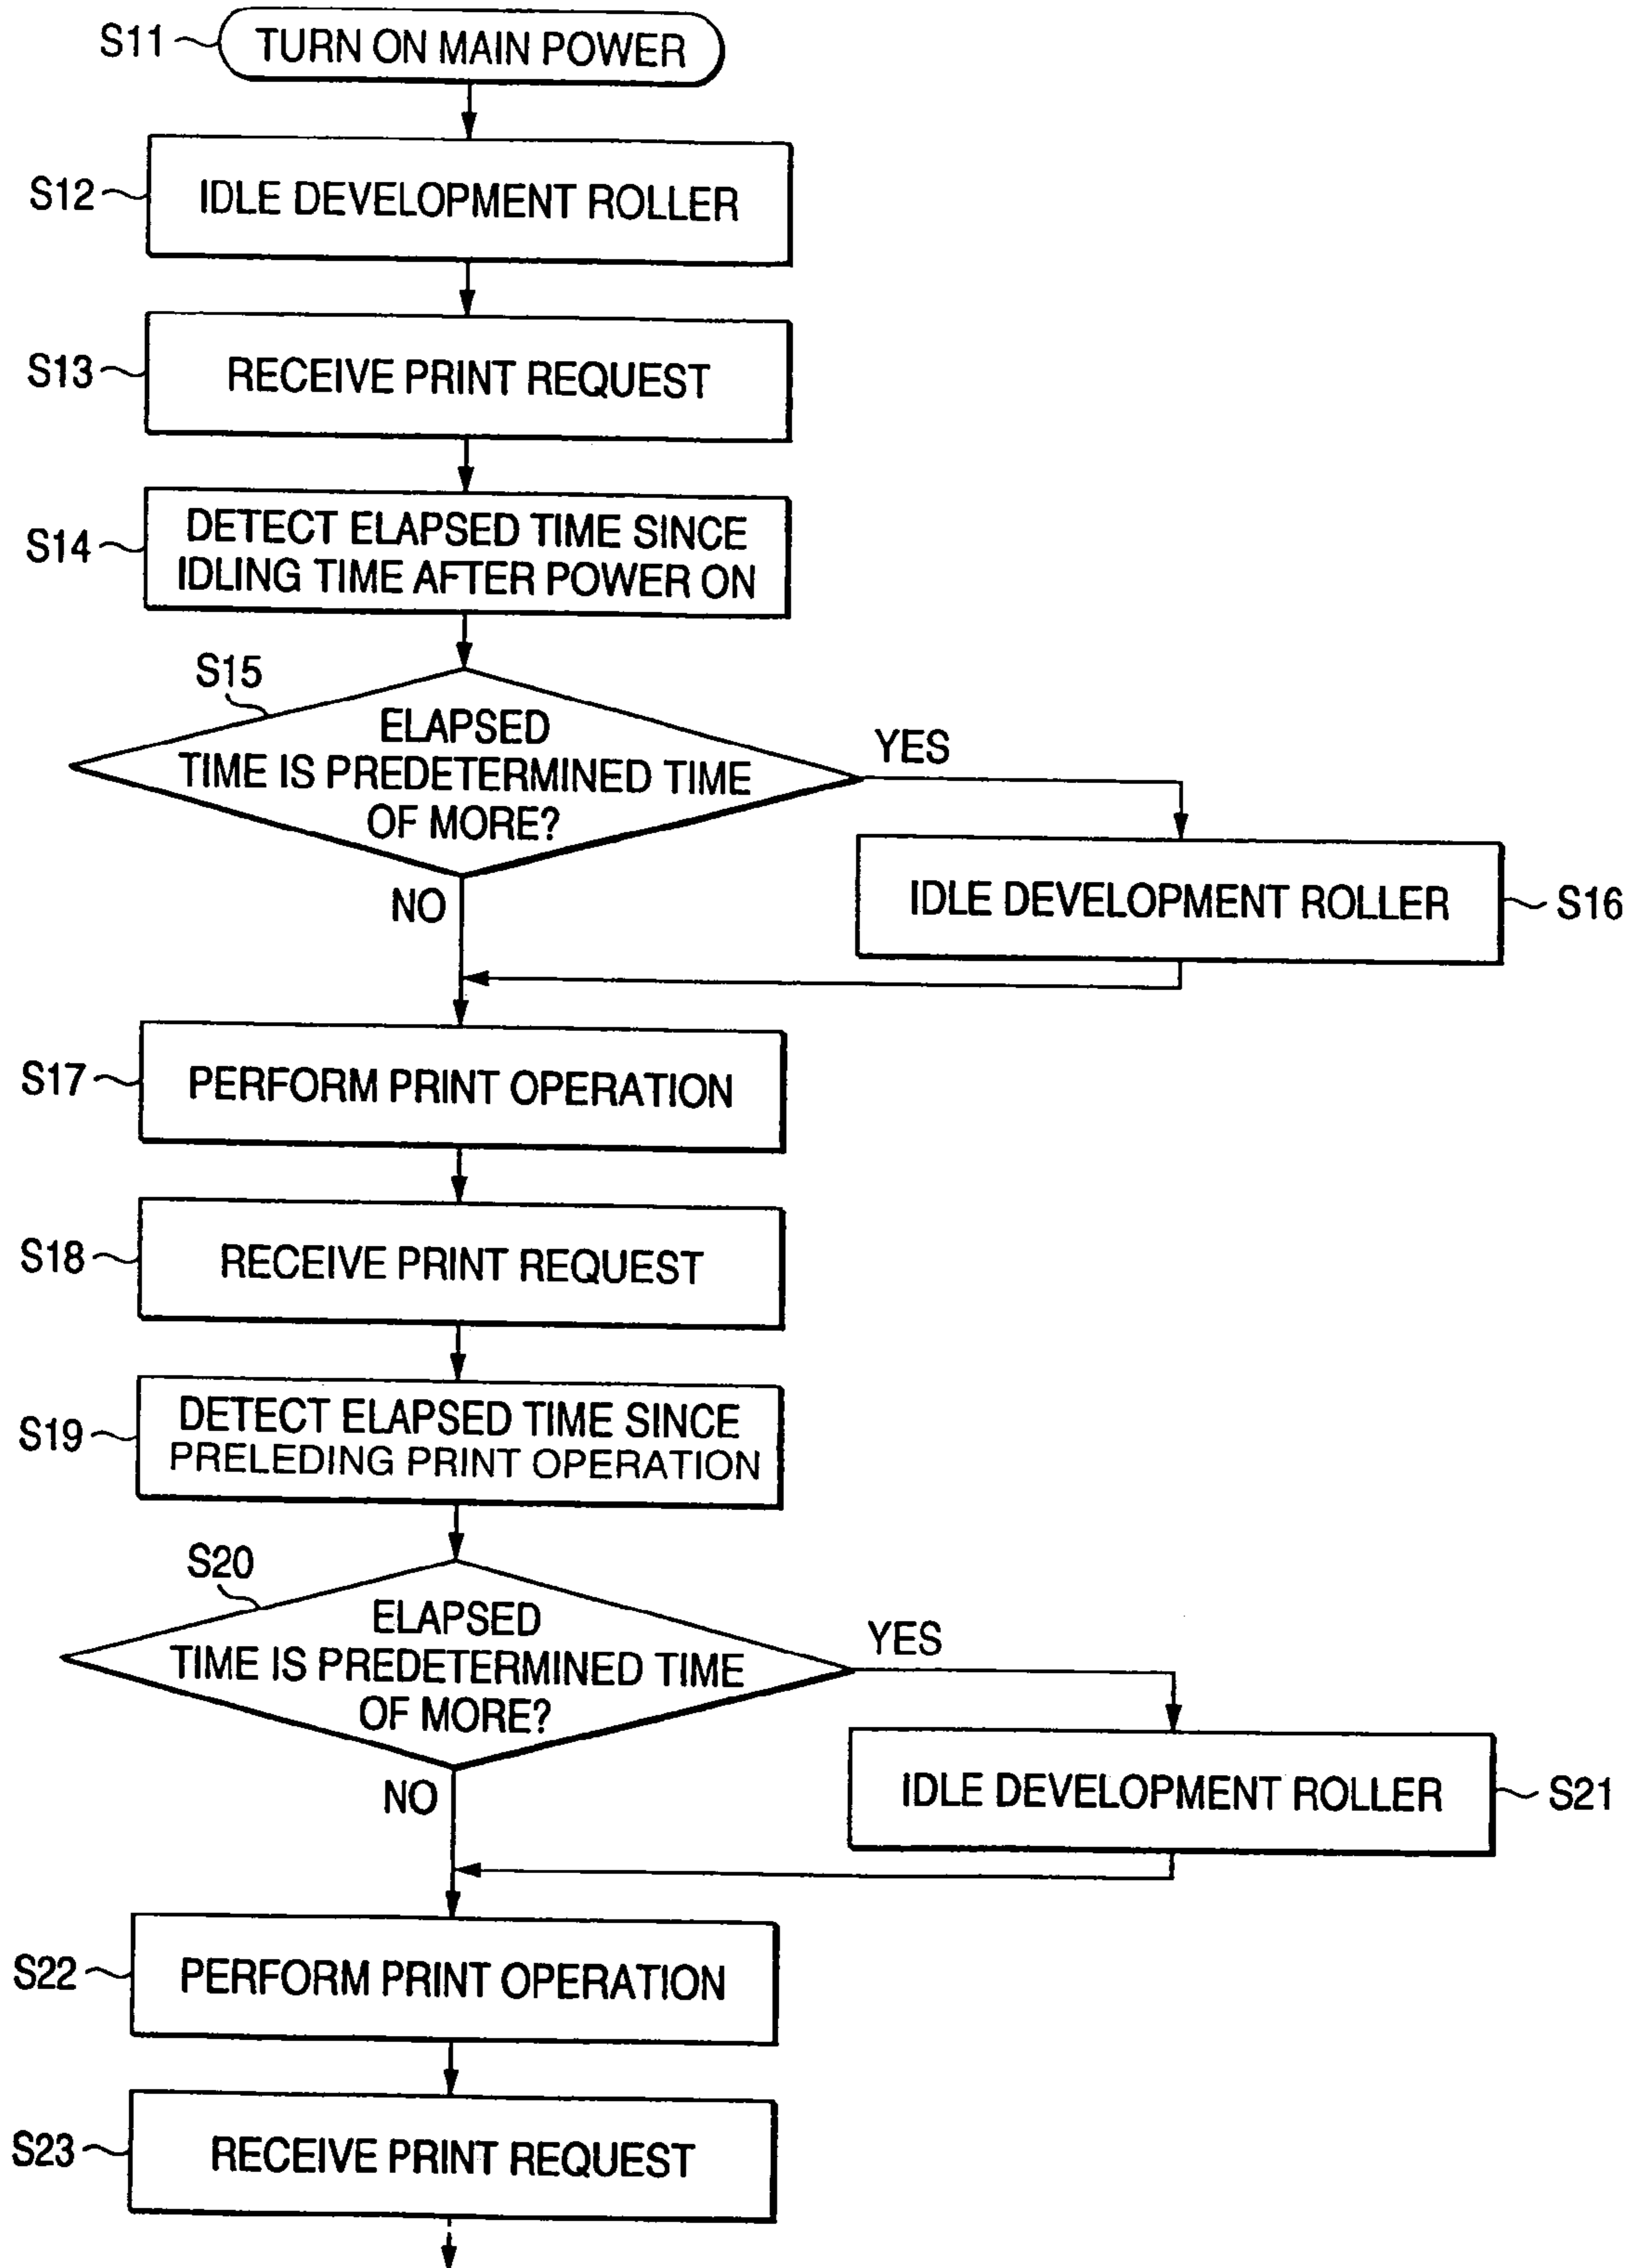 S11
TURN ON MAIN POWER
S12
IDLE DEVELOPMENT ROLLER
S13
RECEIVE PRINT REQUEST
S14
DETECT ELAPSED TIME SINCE
IDLING TIME AFTER POWER ON
S15
ELAPSED
TIME IS PREDETERMINED TIME
OF MORE?
YES
NO
IDLE DEVELOPMENT ROLLER
S16
S17
PERFORM PRINT OPERATION
S18
RECEIVE PRINT REQUEST
S19
DETECT ELAPSED TIME SINCE
PRELEDING PRINT OPERATION
S20
ELAPSED
TIME IS PREDETERMINED TIME
OF MORE?
YES
NO
IDLE DEVELOPMENT ROLLER
S21
S22
PERFORM PRINT OPERATION
S23
RECEIVE PRINT REQUEST